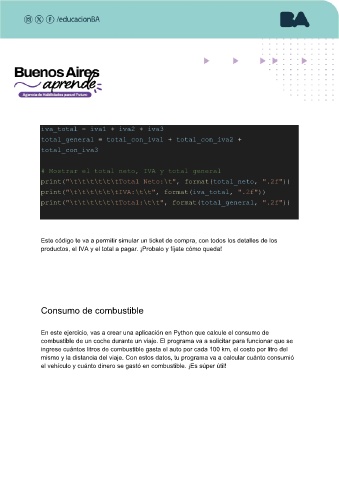 /educacionBA
BA
Buenos Aires
aprende
Agencia de Habilidades para el Futuro
iva_total = iva1 + iva2 + iva3
total_general = total_con_iva1 + total_con_iva2 +
total_con_iva3
# Mostrar el total neto, IVA y total general
print("\t\t\t\t\t\tTotal Neto:\t", format(total_neto, ".2f"))
print("\t\t\t\t\t\tIVA:\t\t", format(iva_total, ".2f"))
print("\t\t\t\t\t\tTotal:\t\t", format(total_general, ".2f"))
Este código te va a permitir simular un ticket de compra, con todos los detalles de los
productos, el IVA y el total a pagar. ¡Probalo y fijate cómo queda!
Consumo de combustible
En este ejercicio, vas a crear una aplicación en Python que calcule el consumo de
combustible de un coche durante un viaje. El programa va a solicitar para funcionar que se
ingrese cuántos litros de combustible gasta el auto por cada 100 km, el costo por litro del
mismo y la distancia del viaje. Con estos datos, tu programa va a calcular cuánto consumió
el vehículo y cuánto dinero se gastó en combustible. ¡Es súper útil!